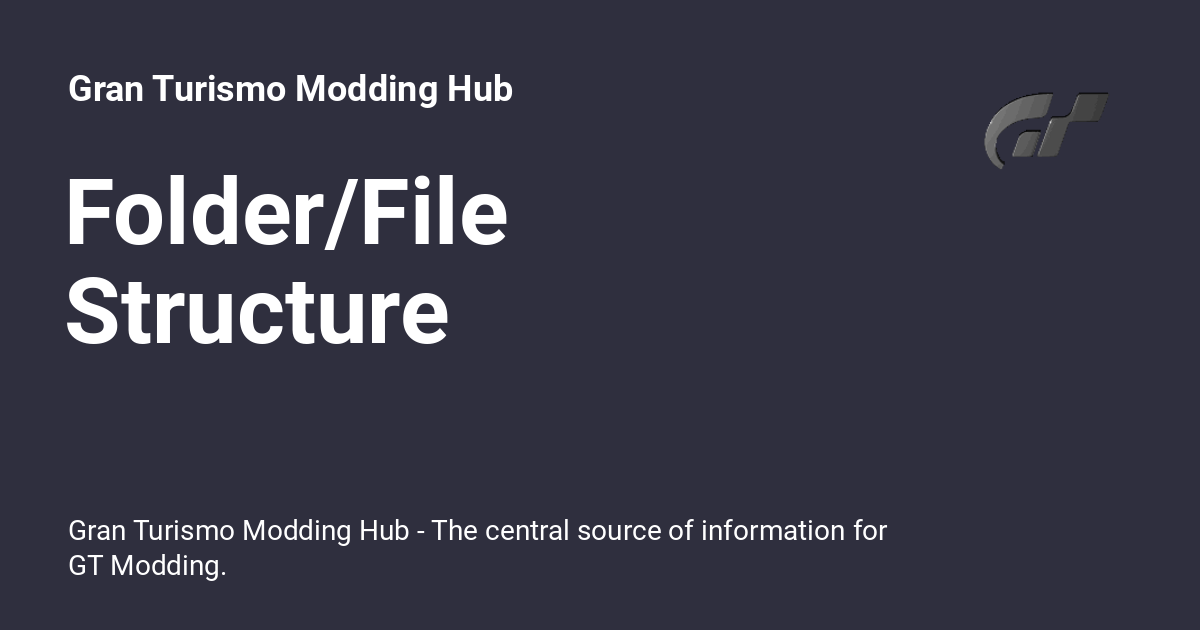 Gran Turismo Modding Hub
Folder/File
Structure
Gran Turismo Modding Hub - The central source of information for
GT Modding.